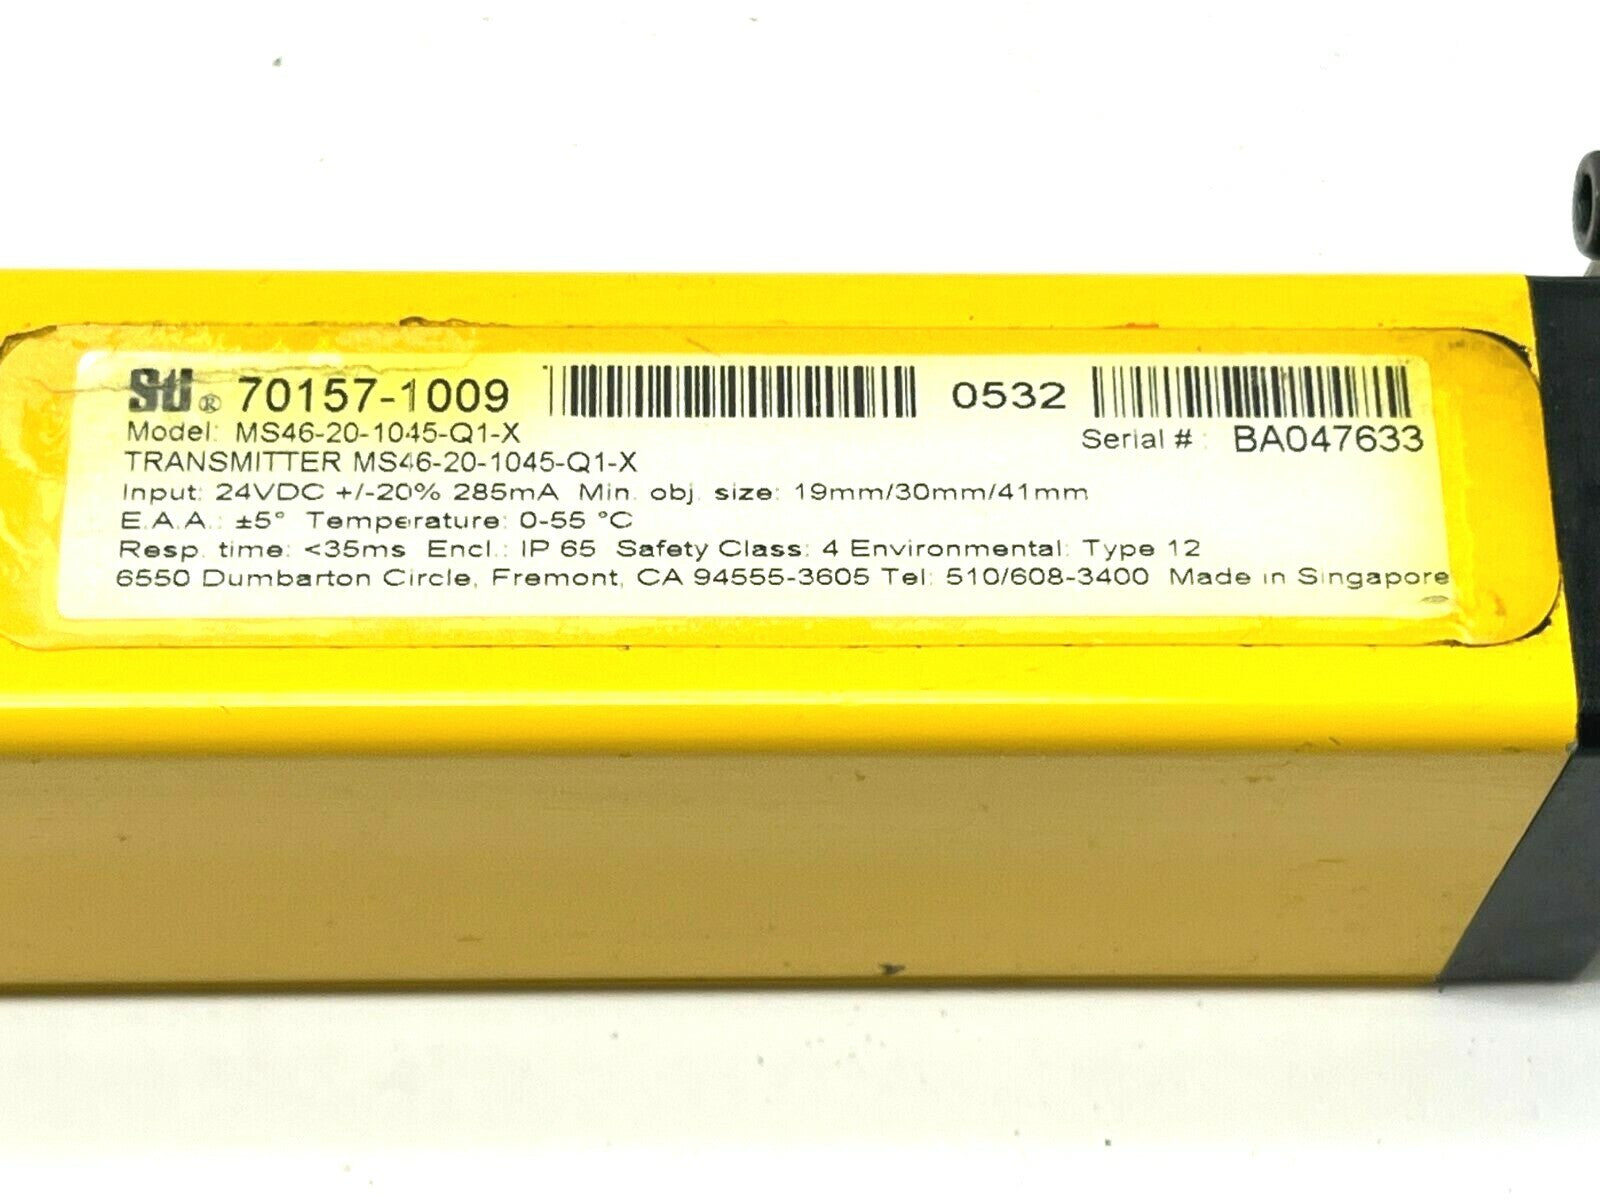 STI® 70157-1009 0532
Model: MS46-20-1045-Q1-X Serial #: BA047633
TRANSMITTER MS46-20-1045-Q1-X
Input: 24VDC +/-20% 285mA Min. obj. size: 19mm/30mm/41mm
E.A.A.: ±5° Temperature: 0-55 °C
Resp. time: <35ms Encl.: IP 65 Safety Class: 4 Environmental: Type 12
6550 Dumbarton Circle, Fremont, CA 94555-3605 Tel: 510/608-3400 Made in Singapore